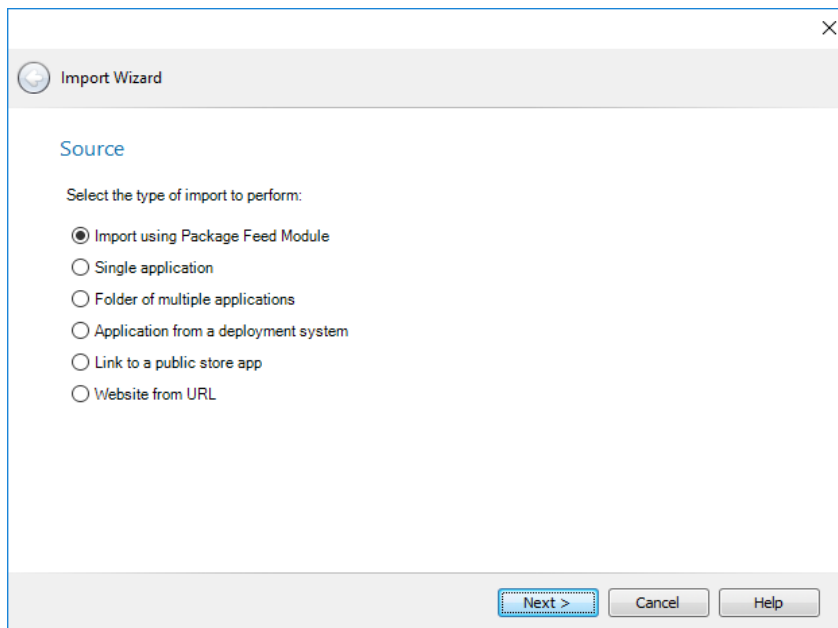 Import Wizard
Source
Select the type of import to perform:
Import using Package Feed Module
Single application
Folder of multiple applications
Application from a deployment system
Link to a public store app
Website from URL
Next >
Cancel
Help